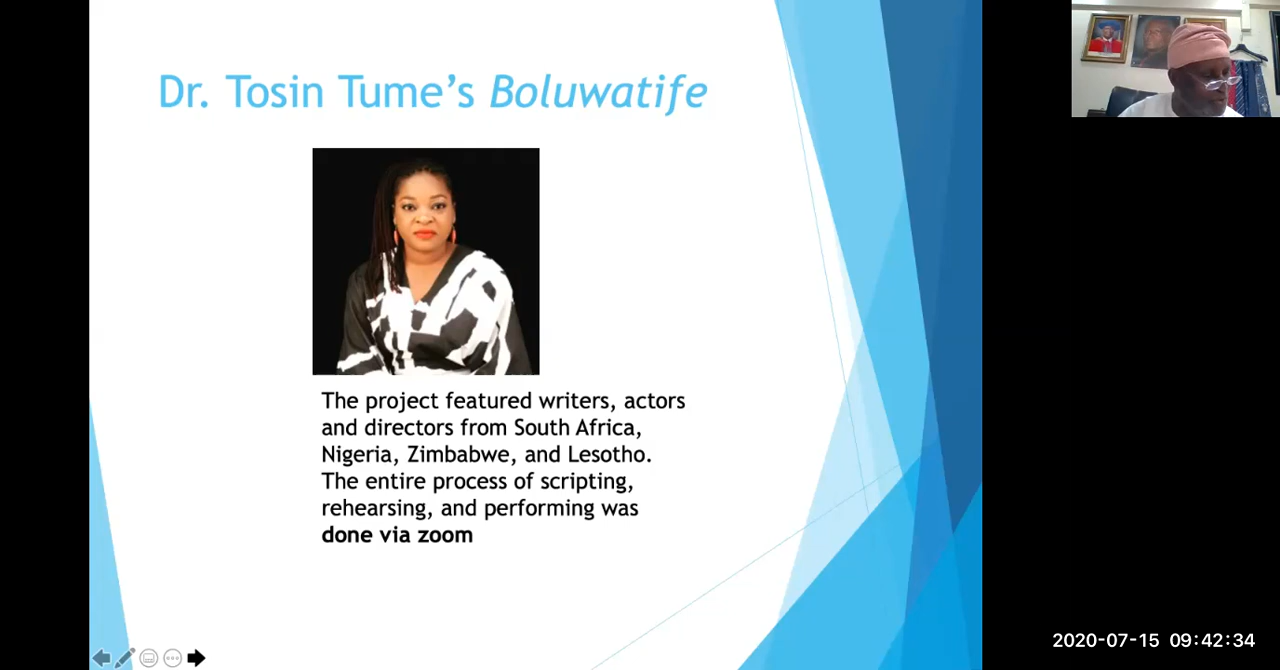 Dr. Tosin Tume's Boluwatife
The project featured writers, actors
and directors from South Africa,
Nigeria, Zimbabwe, and Lesotho.
The entire process of scripting,
rehearsing, and performing was
done via zoom
2020-07-15 09:42:34